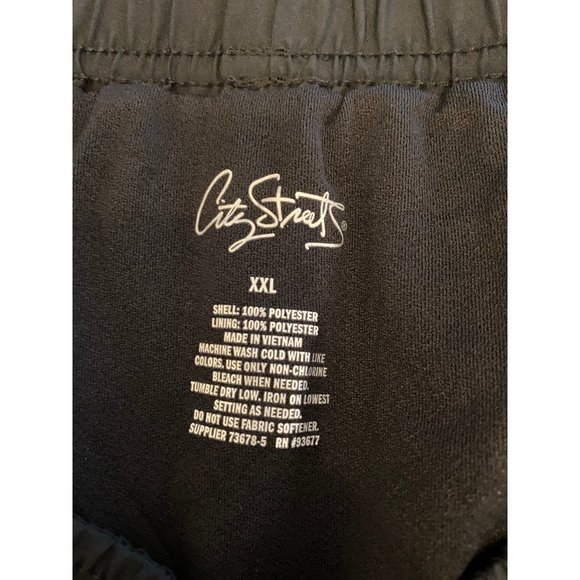 City Streets®
XXL
SHELL: 100% POLYESTER
LINING: 100% POLYESTER
MADE IN VIETNAM
MACHINE WASH COLD WITH LIKE
COLORS. USE ONLY NON-CHLORINE
BLEACH WHEN NEEDED.
TUMBLE DRY LOW. IRON ON LOWEST
SETTING AS NEEDED.
DO NOT USE FABRIC SOFTENER.
SUPPLIER 73678-5 RN #93677